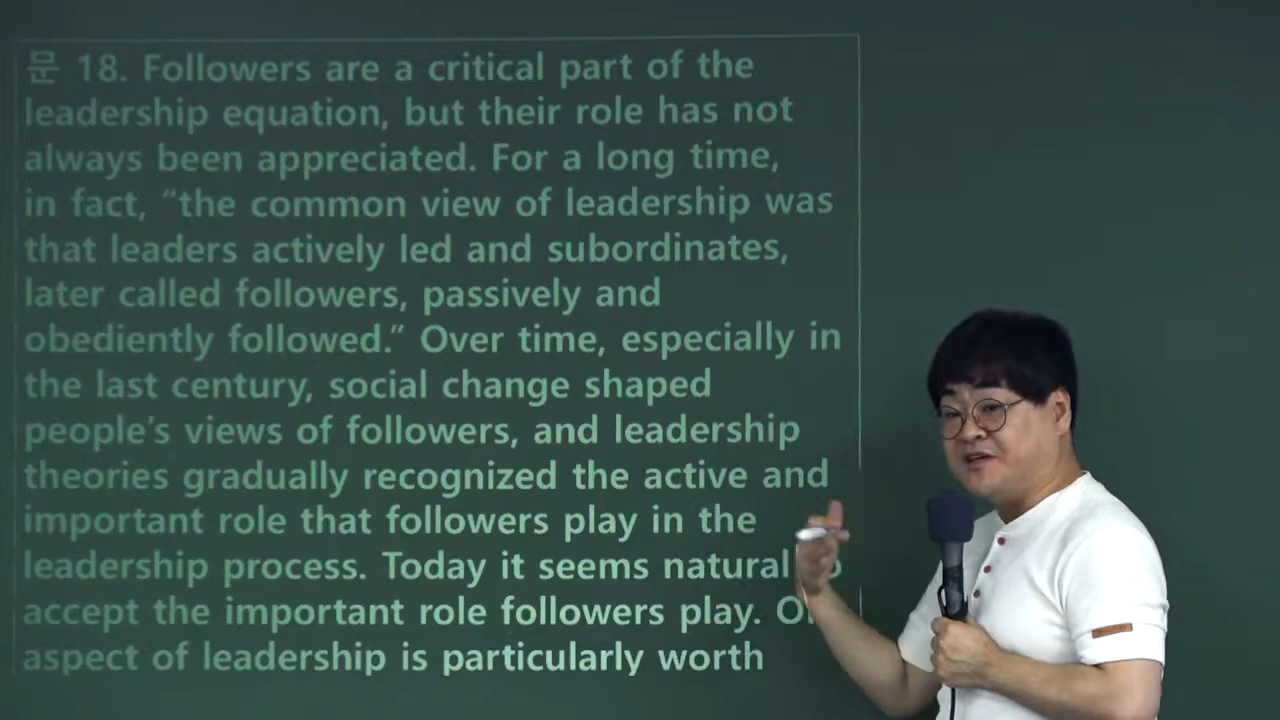 문 18. Followers are a critical part of the
leadership equation, but their role has not
always been appreciated. For a long time,
in fact, “the common view of leadership was
that leaders actively led and subordinates,
later called followers, passively and
obediently followed.” Over time, especially in
the last century, social change shaped
people’s views of followers, and leadership
theories gradually recognized the active and
important role that followers play in the
leadership process. Today it seems natural
accept the important role followers play.
aspect of leadership is particularly worth